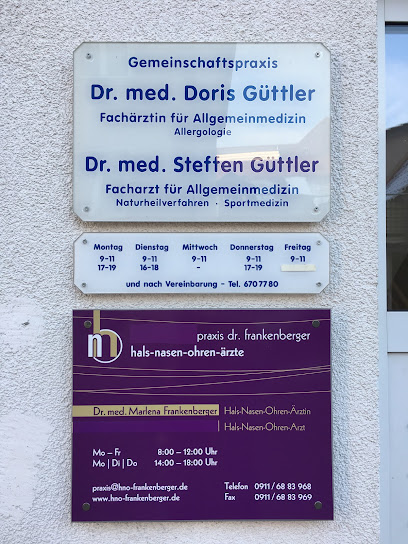 Gemeinschaftspraxis
Dr. med. Doris Güttler
Fachärztin für Allgemeinmedizin
Allergologie
Dr. med. Steffen Güttler
Facharzt für Allgemeinmedizin
Naturheilverfahren · Sportmedizin
Montag Dienstag Mittwoch Donnerstag Freitag
9-11 9-11 9-11 9-11 9-11
17-19 16-18 - 17-19
und nach Vereinbarung - Tel. 670 77 80
hn
praxis dr. frankenberger
hals-nasen-ohren-ärzte
Dr. med. Marlena Frankenberger Hals-Nasen-Ohren-Ärztin
Hals-Nasen-Ohren-Arzt
Mo – Fr 8:00 – 12:00 Uhr
Mo | Di | Do 14:00 – 18:00 Uhr
praxis@hno-frankenberger.de Telefon 0911 / 68 83 968
www.hno-frankenberger.de Fax 0911 / 68 83 969